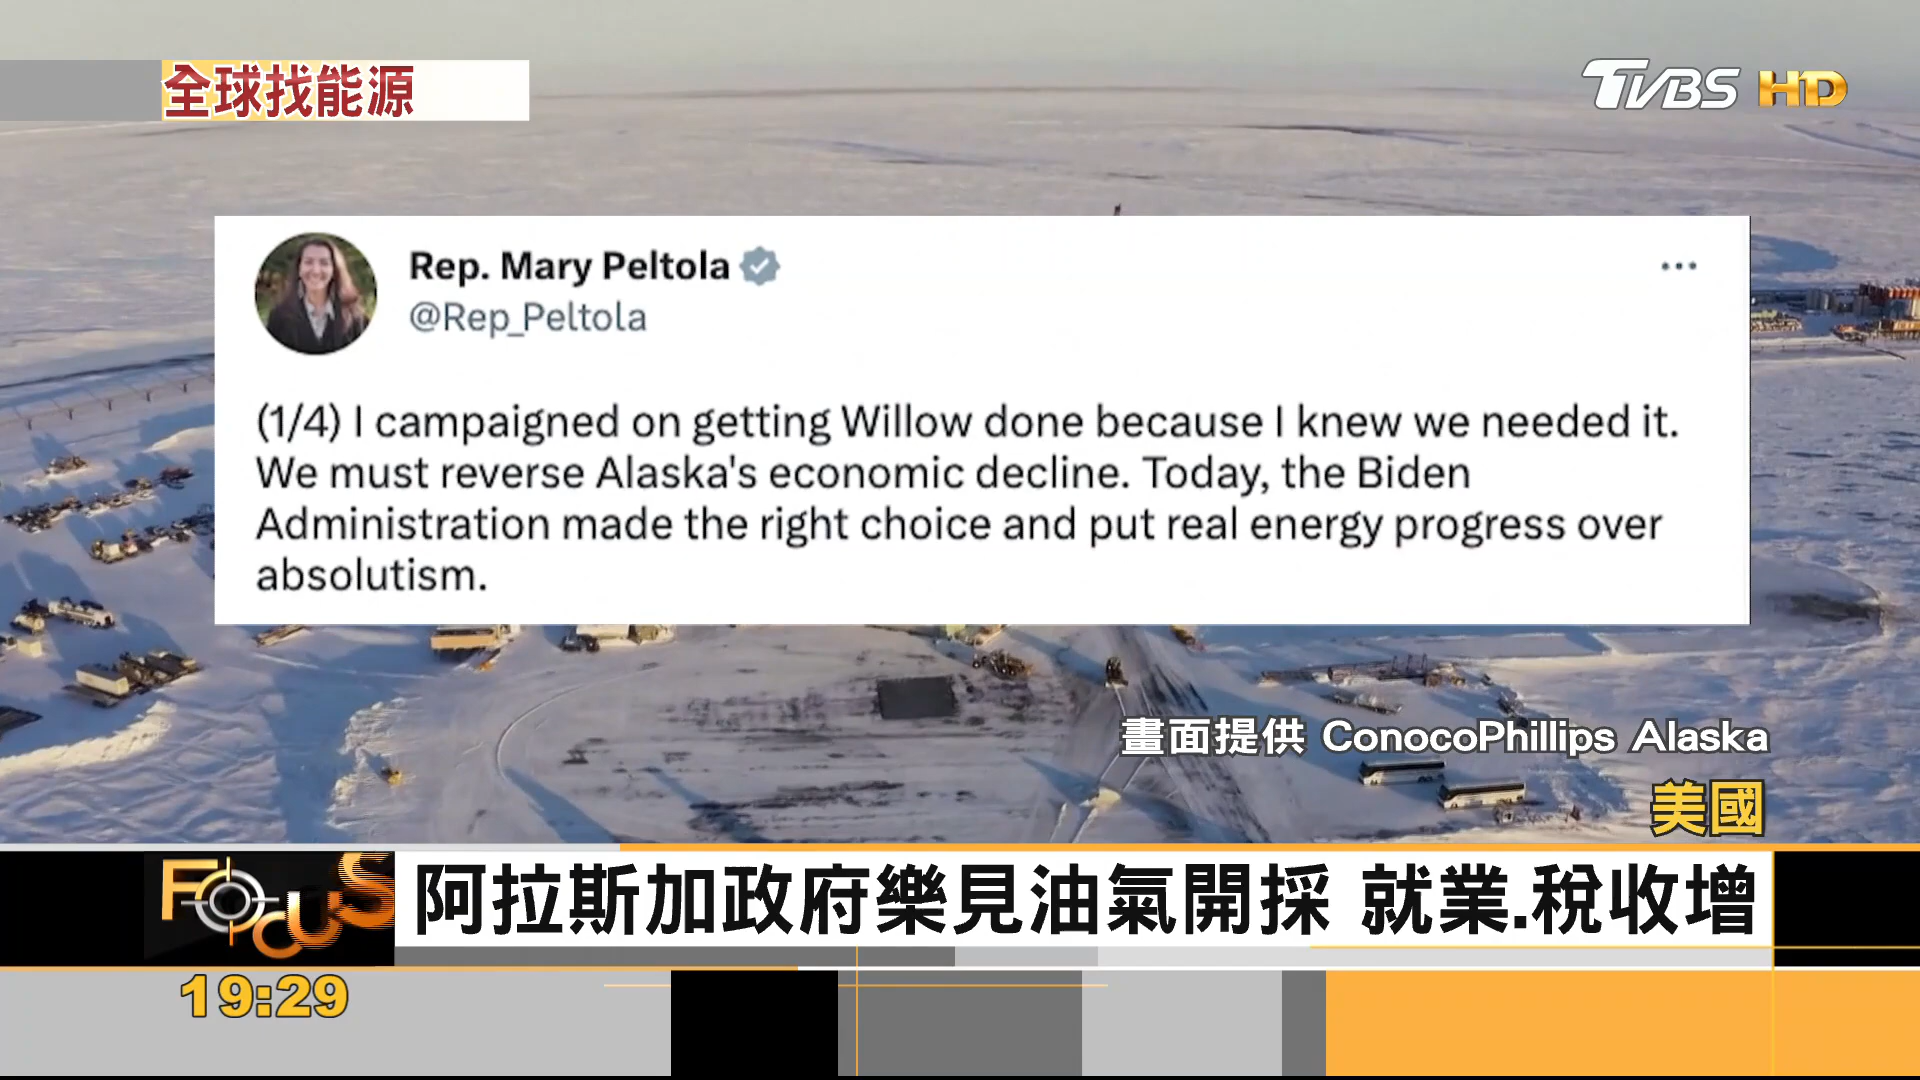 全球找能源
TVBS HD
Rep. Mary Peltola
@Rep_Peltola
(1/4) I campaigned on getting Willow done because I knew we needed it.
We must reverse Alaska's economic decline. Today, the Biden
Administration made the right choice and put real energy progress over
absolutism.
畫面提供 ConocoPhillips Alaska
美國
FOCUS
阿拉斯加政府樂見油氣開採 就業.稅收增
19:29